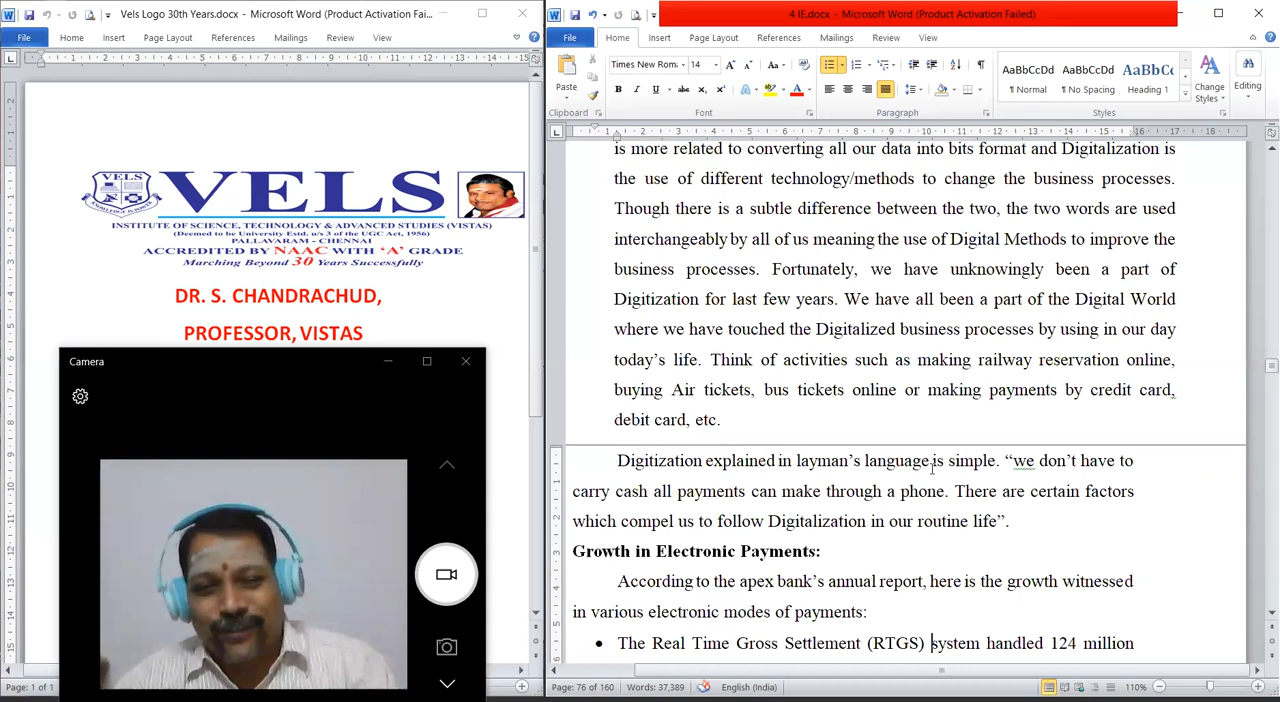 Vels Logo 30th Years.docx - Microsoft Word (Product Activation Fai...
File Home Insert Page Layout References Mailings Review View
VELS
VELS
INSTITUTE OF SCIENCE, TECHNOLOGY & ADVANCED STUDIES (VISTAS)
(Deemed to be University Estd. u/s 3 of the UGC Act, 1956)
PALLAVARAM - CHENNAI
ACCREDITED BY NAAC WITH ‘A’ GRADE
Marching Beyond 30 Years Successfully
DR. S. CHANDRACHUD,
PROFESSOR, VISTAS
Camera
Page: 1 of 1
4 IE.docx - Microsoft Word (Product Activation Failed)
File Home Insert Page Layout References Mailings Review View
Times New Rom 14
Paste
AaBbCcDd AaBbCcDd AaBbCc
¶ Normal ¶ No Spacing Heading 1
Change
Styles
Editing
Clipboard Font Paragraph Styles
is more related to converting all our data into bits format and Digitalization is
the use of different technology/methods to change the business processes.
Though there is a subtle difference between the two, the two words are used
interchangeably by all of us meaning the use of Digital Methods to improve the
business processes. Fortunately, we have unknowingly been a part of
Digitization for last few years. We have all been a part of the Digital World
where we have touched the Digitalized business processes by using in our day
today’s life. Think of activities such as making railway reservation online,
buying Air tickets, bus tickets online or making payments by credit card,
debit card, etc.
Digitization explained in layman’s language is simple. “we don’t have to
carry cash all payments can make through a phone. There are certain factors
which compel us to follow Digitalization in our routine life”.
Growth in Electronic Payments:
According to the apex bank’s annual report, here is the growth witnessed
in various electronic modes of payments:
• The Real Time Gross Settlement (RTGS) system handled 124 million
Page: 76 of 160 Words: 37,389 English (India) 110%